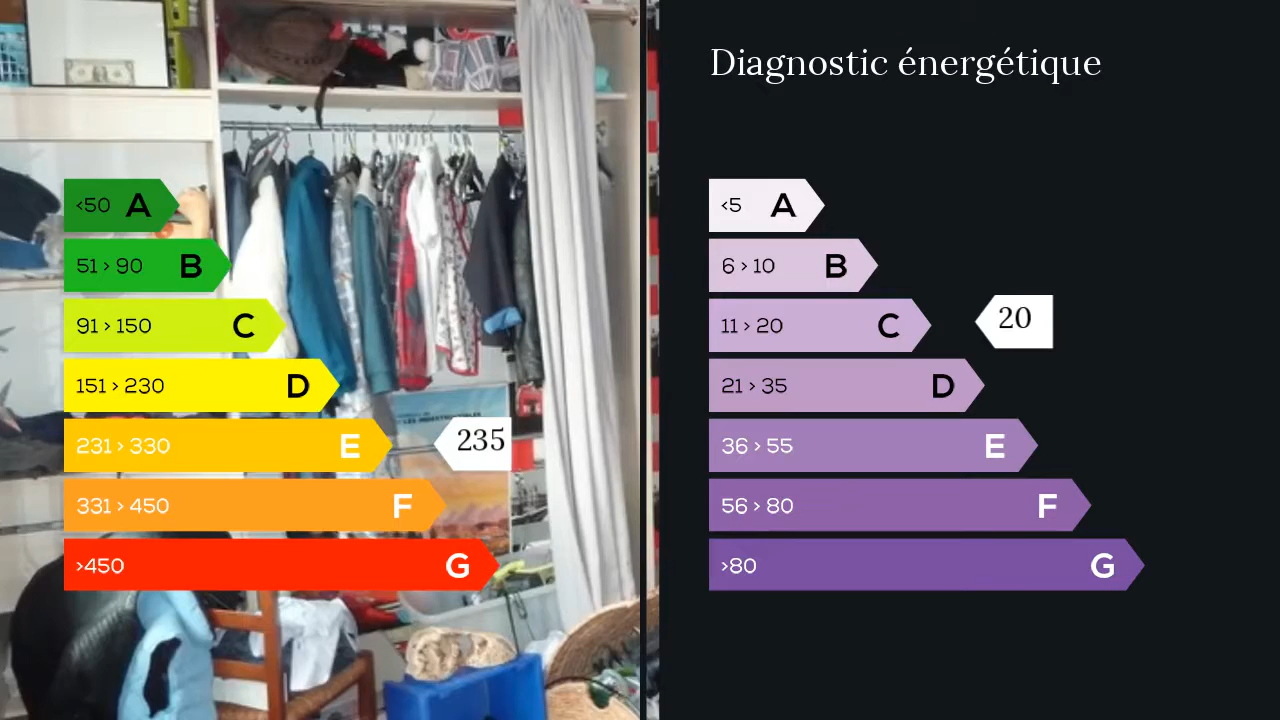 Diagnostic énergétique
<50 A
51 > 90 B
91 > 150 C
151 > 230 D
231 > 330 E
235
331 > 450 F
>450 G
<5 A
6 > 10 B
11 > 20 C
20
21 > 35 D
36 > 55 E
56 > 80 F
>80 G